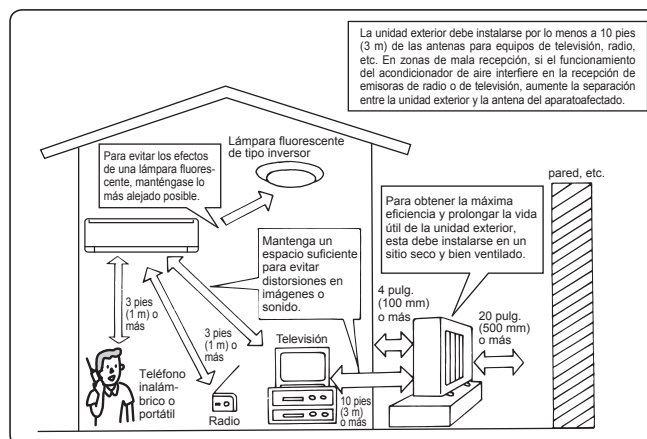 La unidad exterior debe instalarse por lo menos a 10 pies
(3 m) de las antenas para equipos de televisión, radio,
etc. En zonas de mala recepción, si el funcionamiento
del acondicionador de aire interfiere en la recepción de
emisoras de radio o de televisión, aumente la separación
entre la unidad exterior y la antena del aparatoafectado.
Lámpara fluorescente
de tipo inversor
Para evitar los efectos
de una lámpara fluores-
cente, manténgase lo
más alejado posible.
pared, etc.
Para obtener la máxima
eficiencia y prolongar la vida
útil de la unidad exterior,
esta debe instalarse en un
sitio seco y bien ventilado.
Mantenga un
espacio suficiente
para evitar
distorsiones en
imágenes o
sonido.
4 pulg.
(100 mm)
o más
20 pulg.
(500 mm)
o más
3 pies
(1 m) o
más
3 pies
(1 m) o
más
Televisión
Teléfono
inalám-
brico o
portátil
Radio
10 pies
(3 m)
o más